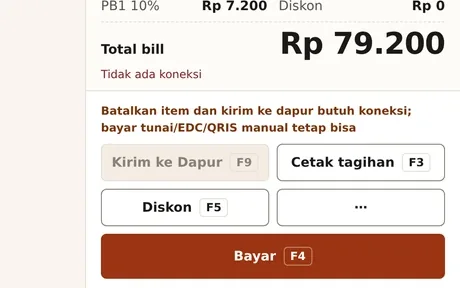 PB1 10% Rp 7.200 Diskon Rp 0
Total bill Rp 79.200
Tidak ada koneksi
Batalkan item dan kirim ke dapur butuh koneksi;
bayar tunai/EDC/QRIS manual tetap bisa
Kirim ke Dapur F9 Cetak tagihan F3
Diskon F5 ...
Bayar F4